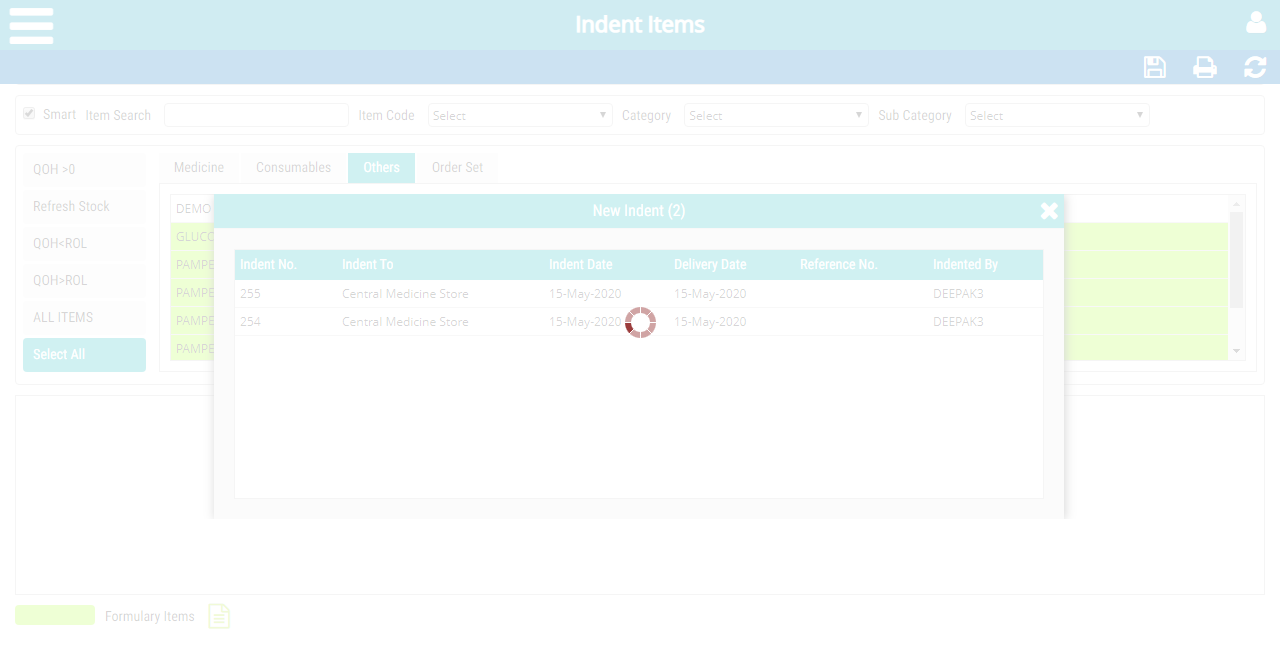 Indent Items
Smart Item Search Item Code Select Category Select Sub Category Select
QOH >0
Refresh Stock
QOH<ROL
QOH>ROL
ALL ITEMS
Select All
Medicine Consumables Others Order Set
DEMO
GLUCO
PAMPE
PAMPE
PAMPE
PAMPE
New Indent (2)
Indent No. Indent To Indent Date Delivery Date Reference No. Indented By
255 Central Medicine Store 15-May-2020 15-May-2020 DEEPAK3
254 Central Medicine Store 15-May-2020 15-May-2020 DEEPAK3
Formulary Items